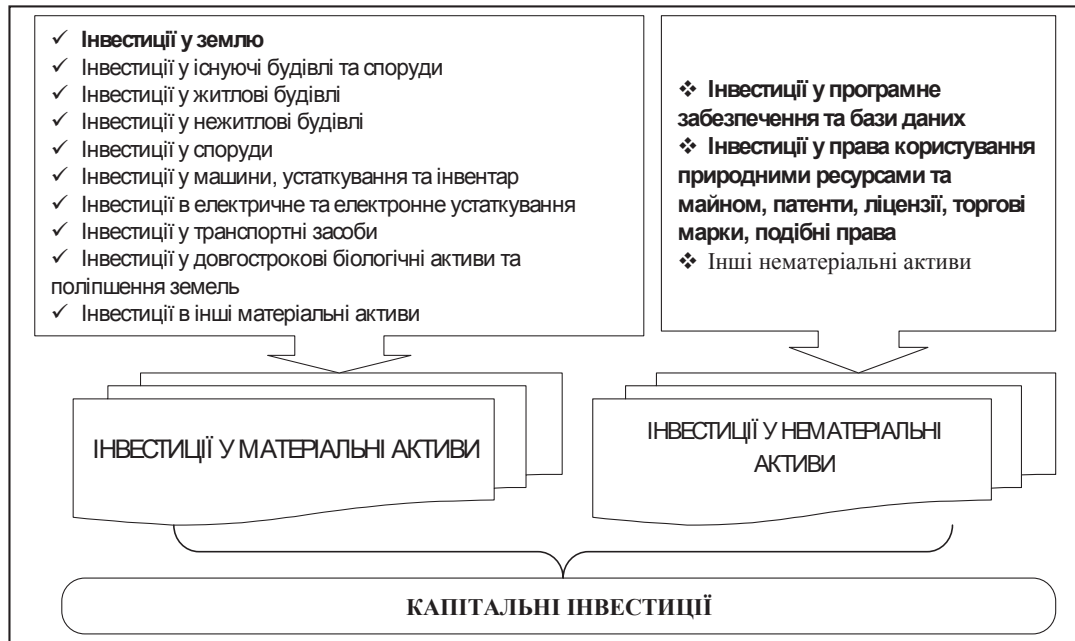 ✓ Інвестиції у землю
✓ Інвестиції у існуючі будівлі та споруди
✓ Інвестиції у житлові будівлі
✓ Інвестиції у нежитлові будівлі
✓ Інвестиції у споруди
✓ Інвестиції у машини, устаткування та інвентар
✓ Інвестиції в електричне та електронне устаткування
✓ Інвестиції у транспортні засоби
✓ Інвестиції у довгострокові біологічні активи та
поліпшення земель
✓ Інвестиції в інші матеріальні активи
❖ Інвестиції у програмне
забезпечення та бази даних
❖ Інвестиції у права користування
природними ресурсами та
майном, патенти, ліцензії, торгові
марки, подібні права
❖ Інші нематеріальні активи
ІНВЕСТИЦІЇ У МАТЕРІАЛЬНІ АКТИВИ
ІНВЕСТИЦІЇ У НЕМАТЕРІАЛЬНІ
АКТИВИ
КАПІТАЛЬНІ ІНВЕСТИЦІЇ